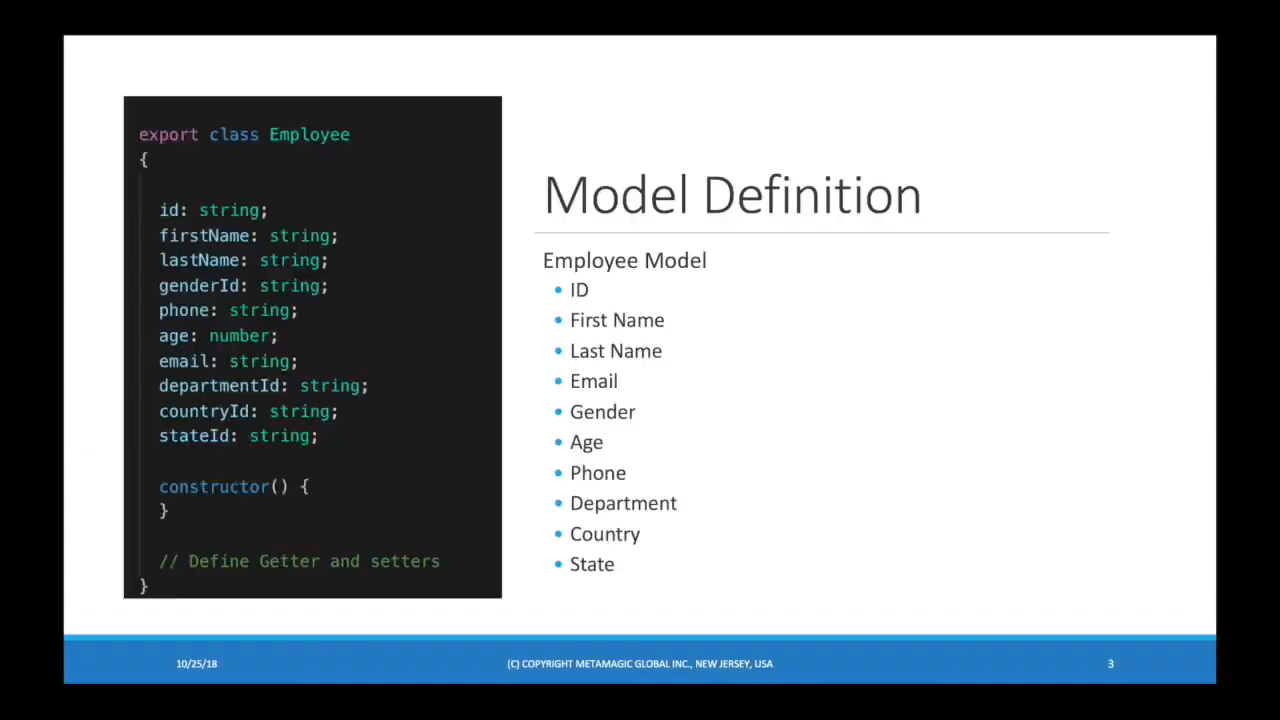 export class Employee
{
id: string;
firstName: string;
lastName: string;
genderId: string;
phone: string;
age: number;
email: string;
departmentId: string;
countryId: string;
stateId: string;
constructor() {
}
// Define Getter and setters
}
Model Definition
Employee Model
• ID
• First Name
• Last Name
• Email
• Gender
• Age
• Phone
• Department
• Country
• State
10/25/18
(C) COPYRIGHT METAMAGIC GLOBAL INC., NEW JERSEY, USA
3